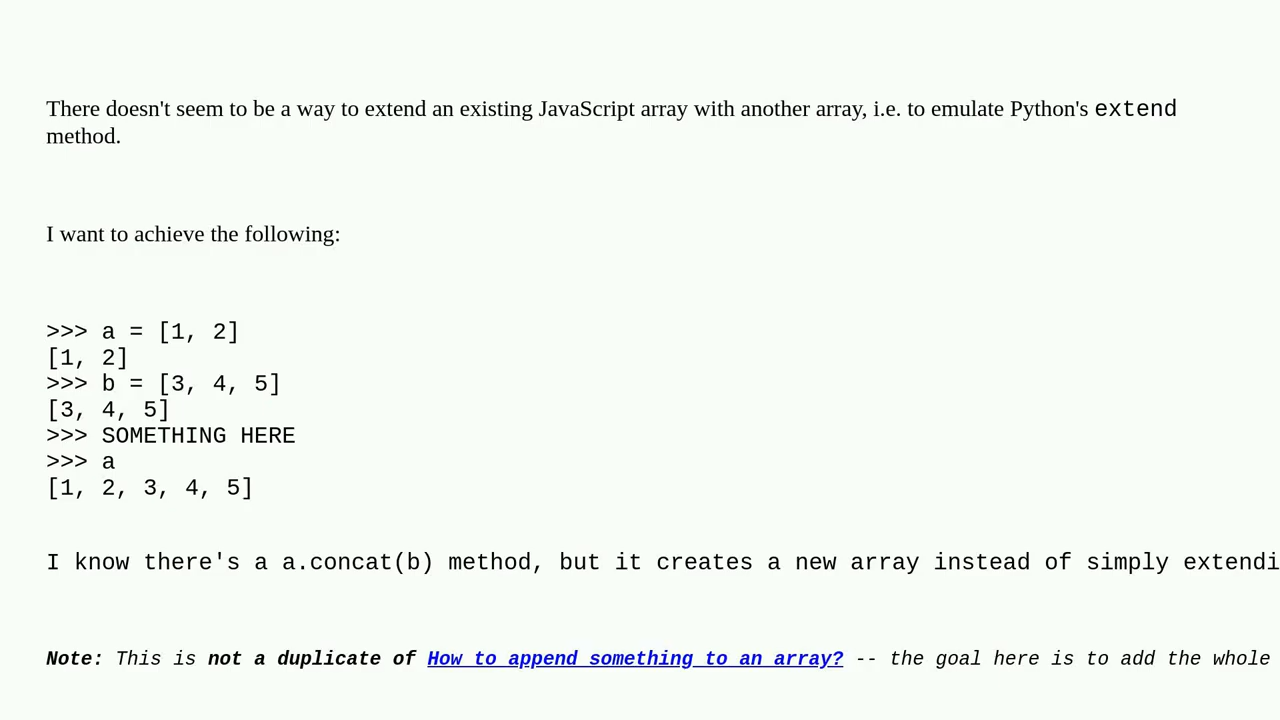 There doesn't seem to be a way to extend an existing JavaScript array with another array, i.e. to emulate Python's extend
method.
I want to achieve the following:
>>> a = [1, 2]
[1, 2]
>>> b = [3, 4, 5]
[3, 4, 5]
>>> SOMETHING HERE
>>> a
[1, 2, 3, 4, 5]
I know there's a a.concat(b) method, but it creates a new array instead of simply extendi
Note: This is not a duplicate of How to append something to an array? -- the goal here is to add the whole